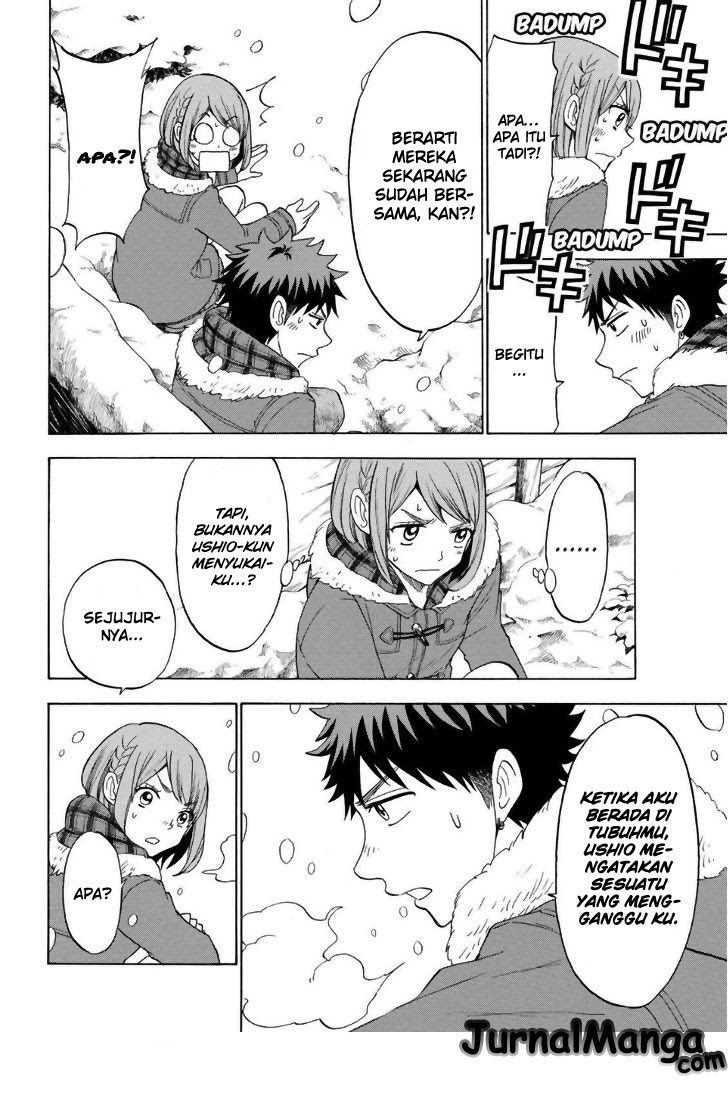 BADUMP
ドキ
APA...
APA ITU
TADI?!
BADUMP
ドキ
BADUMP
ドキ
BEGITU
...
BERARTI
MEREKA
SEKARANG
SUDAH BER-
SAMA, KAN?!
APA?!
......
TAPI,
BUKANNYA
USHIO-KUN
MENYUKAI-
KU...?
SEJUJUR-
NYA...
KETIKA AKU
BERADA DI
TUBUHMU,
USHIO ME-
NGATAKAN
SESUATU
YANG MENG-
GANGGU KU.
APA?
JurnalManga
.com